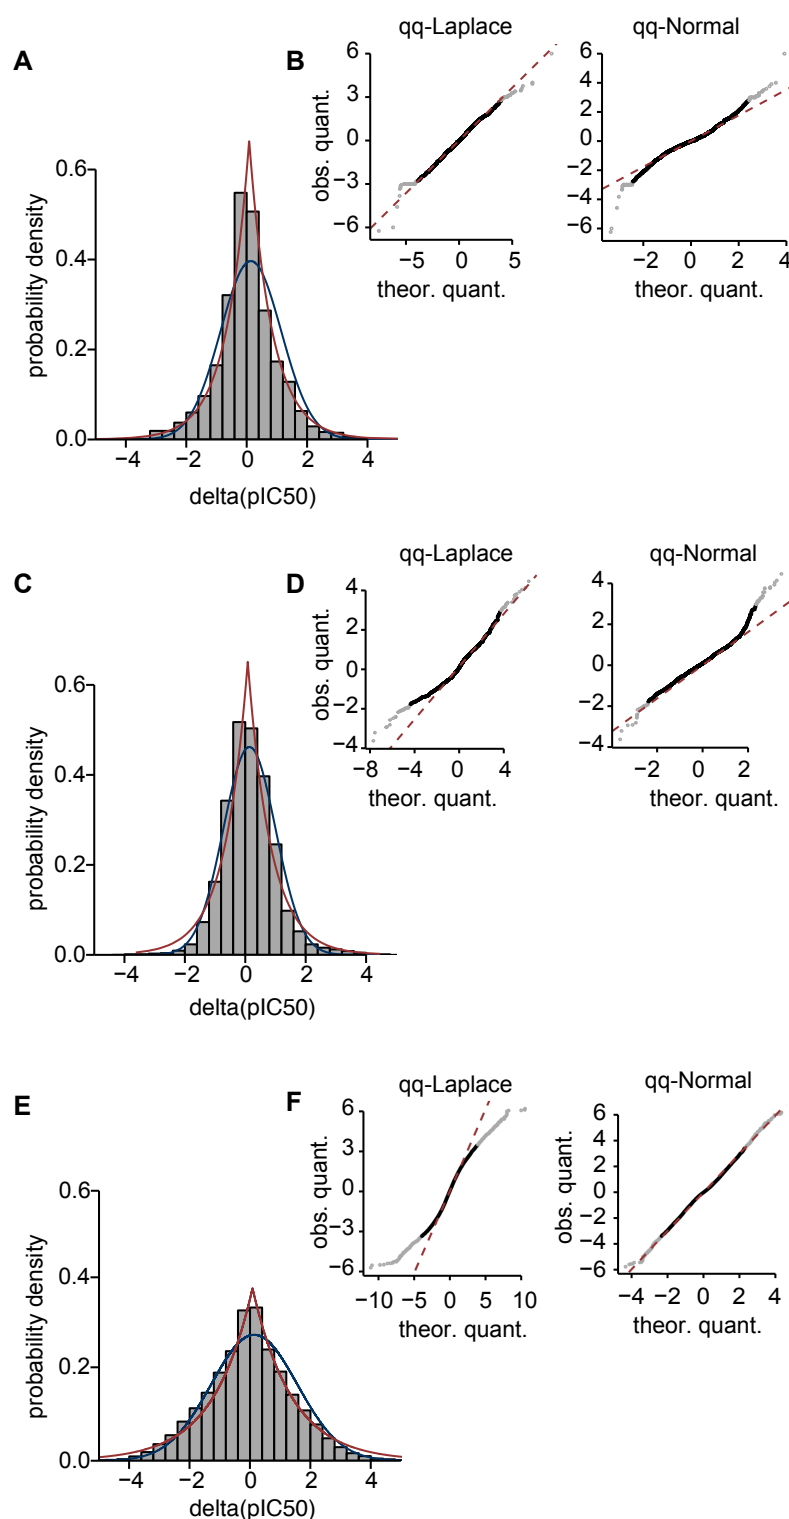 A
probability density
0.6
0.4
0.2
0.0
−4 −2 0 2 4
delta(pIC50)
B
qq-Laplace
obs. quant.
6
3
0
−3
−6
−5 0 5
theor. quant.
qq-Normal
6
4
2
0
−2
−4
−6
−2 0 2 4
theor. quant.
C
probability density
0.6
0.4
0.2
0.0
−4 −2 0 2 4
delta(pIC50)
D
qq-Laplace
obs. quant.
4
2
0
−2
−4
−8 −4 0 4
theor. quant.
qq-Normal
4
2
0
−2
−4
−2 0 2
theor. quant.
E
probability density
0.6
0.4
0.2
0.0
−4 −2 0 2 4
delta(pIC50)
F
qq-Laplace
obs. quant.
6
3
0
−3
−6
−10 −5 0 5 10
theor. quant.
qq-Normal
obs. quant.
6
4
2
0
−2
−4
−6
−4 −2 0 2 4
theor. quant.